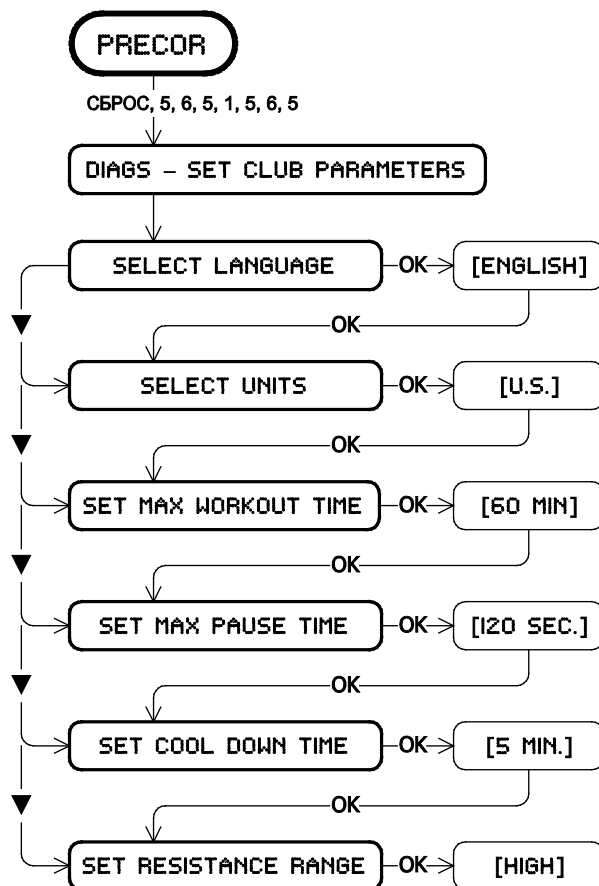 PRECOR
СБРОС, 5, 6, 5, 1, 5, 6, 5
DIAGS – SET CLUB PARAMETERS
SELECT LANGUAGE OK [ENGLISH]
▼ OK
SELECT UNITS OK [U.S.]
▼ OK
SET MAX WORKOUT TIME OK [60 MIN]
▼ OK
SET MAX PAUSE TIME OK [120 SEC.]
▼ OK
SET COOL DOWN TIME OK [5 MIN.]
▼ OK
SET RESISTANCE RANGE OK [HIGH]